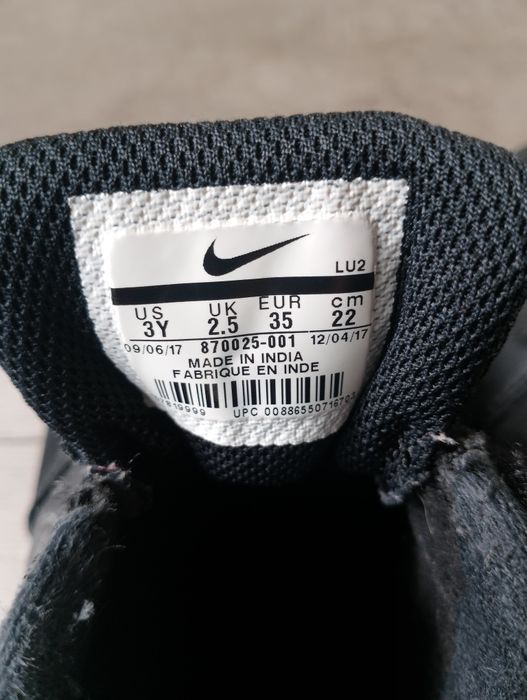 LU2
US UK EUR cm
3Y 2.5 35 22
09/06/17 870025-001 12/04/17
MADE IN INDIA
FABRIQUE EN INDE
UPC